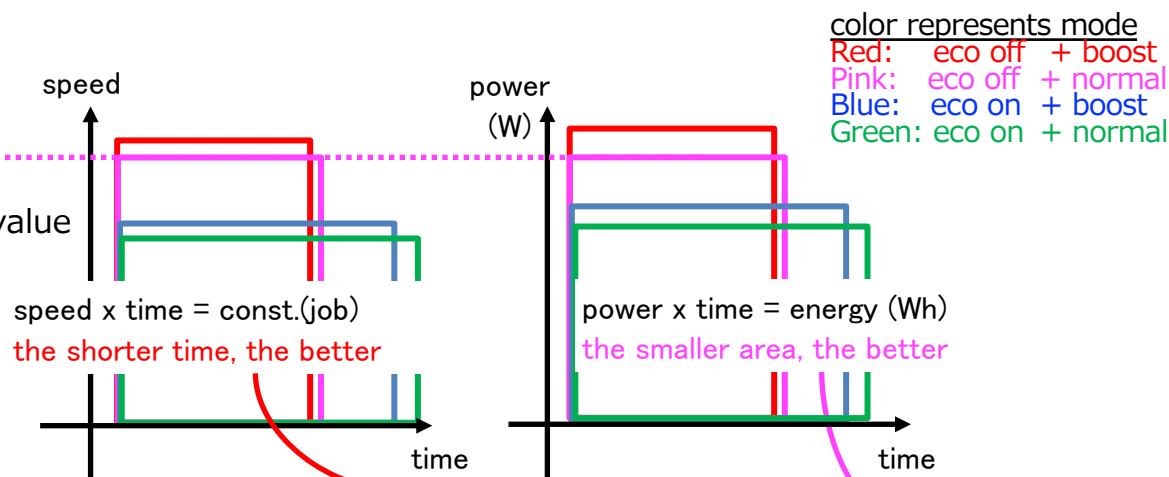 color represents mode
Red: eco off + boost
Pink: eco off + normal
Blue: eco on + boost
Green: eco on + normal
speed
power
(W)
value
speed x time = const.(job)
the shorter time, the better
power x time = energy (Wh)
the smaller area, the better
time
time